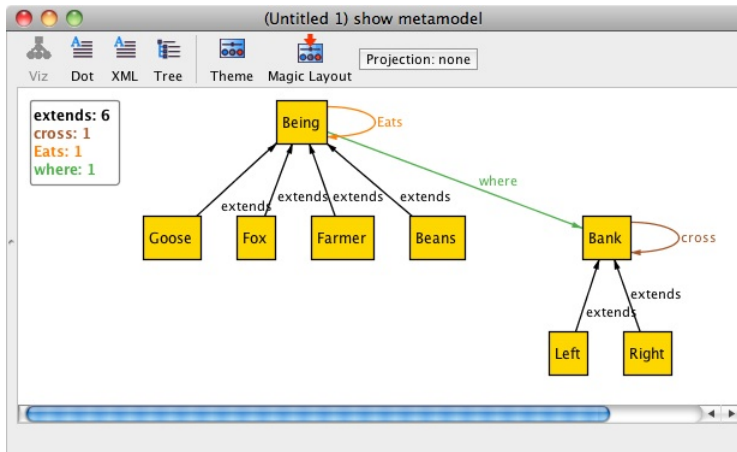 (Untitled 1) show metamodel
Viz Dot XML Tree Theme Magic Layout Projection: none
extends: 6
cross: 1
Eats: 1
where: 1
Being
Eats
where
extends extends extends extends
Goose Fox Farmer Beans
Bank
cross
extends
extends
Left Right